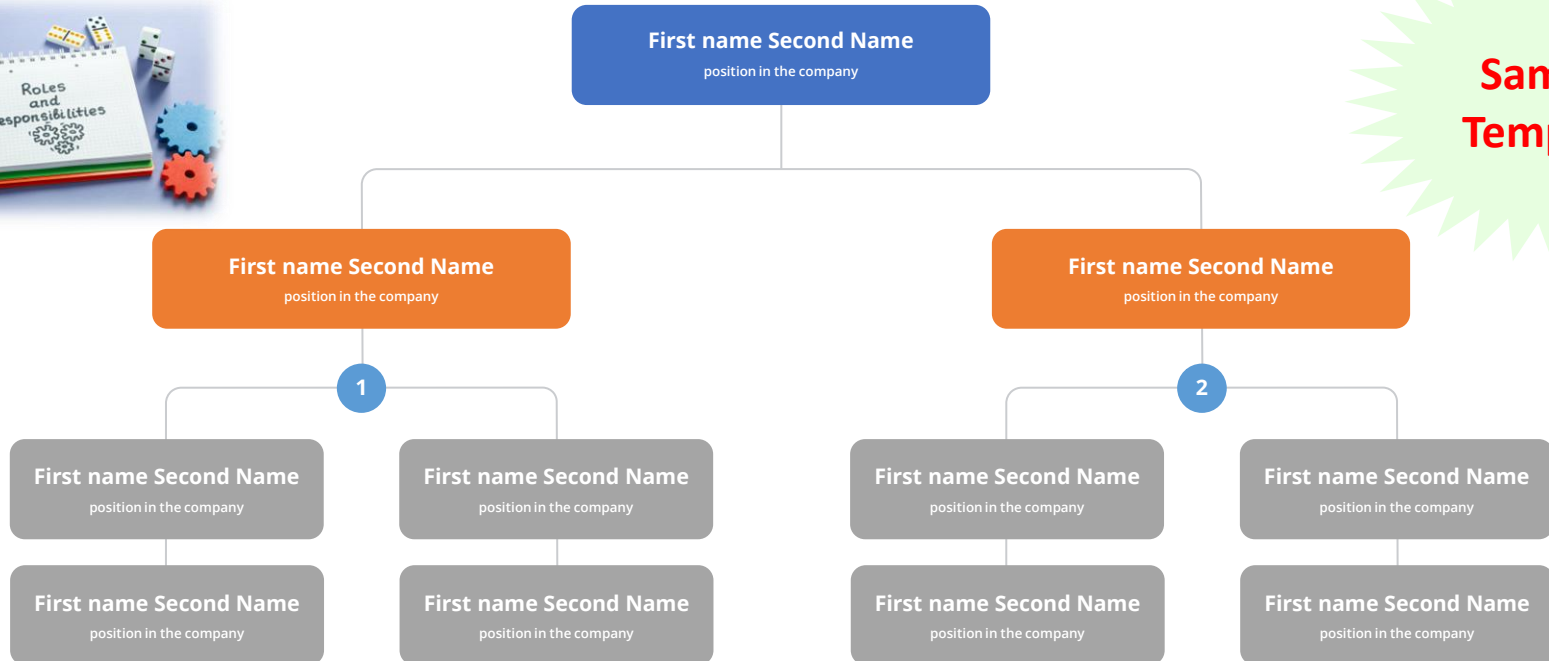 Roles
and
esponsibilities
First name Second Name
position in the company
Sam
Temp
First name Second Name
position in the company
First name Second Name
position in the company
1
2
First name Second Name
position in the company
First name Second Name
position in the company
First name Second Name
position in the company
First name Second Name
position in the company
First name Second Name
position in the company
First name Second Name
position in the company
First name Second Name
position in the company
First name Second Name
position in the company